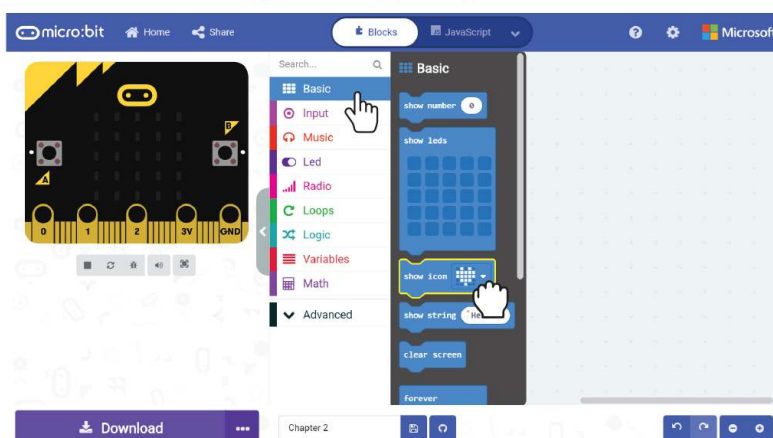 micro:bit Home Share Blocks JavaScript Microsoft
Search...
Basic
Input
Music
Led
Radio
Loops
Logic
Variables
Math
Advanced
Basic
show number 0
show leds
show icon
show string "He
clear screen
forever
A
B
0 1 2 3V GND
Download
Chapter 2